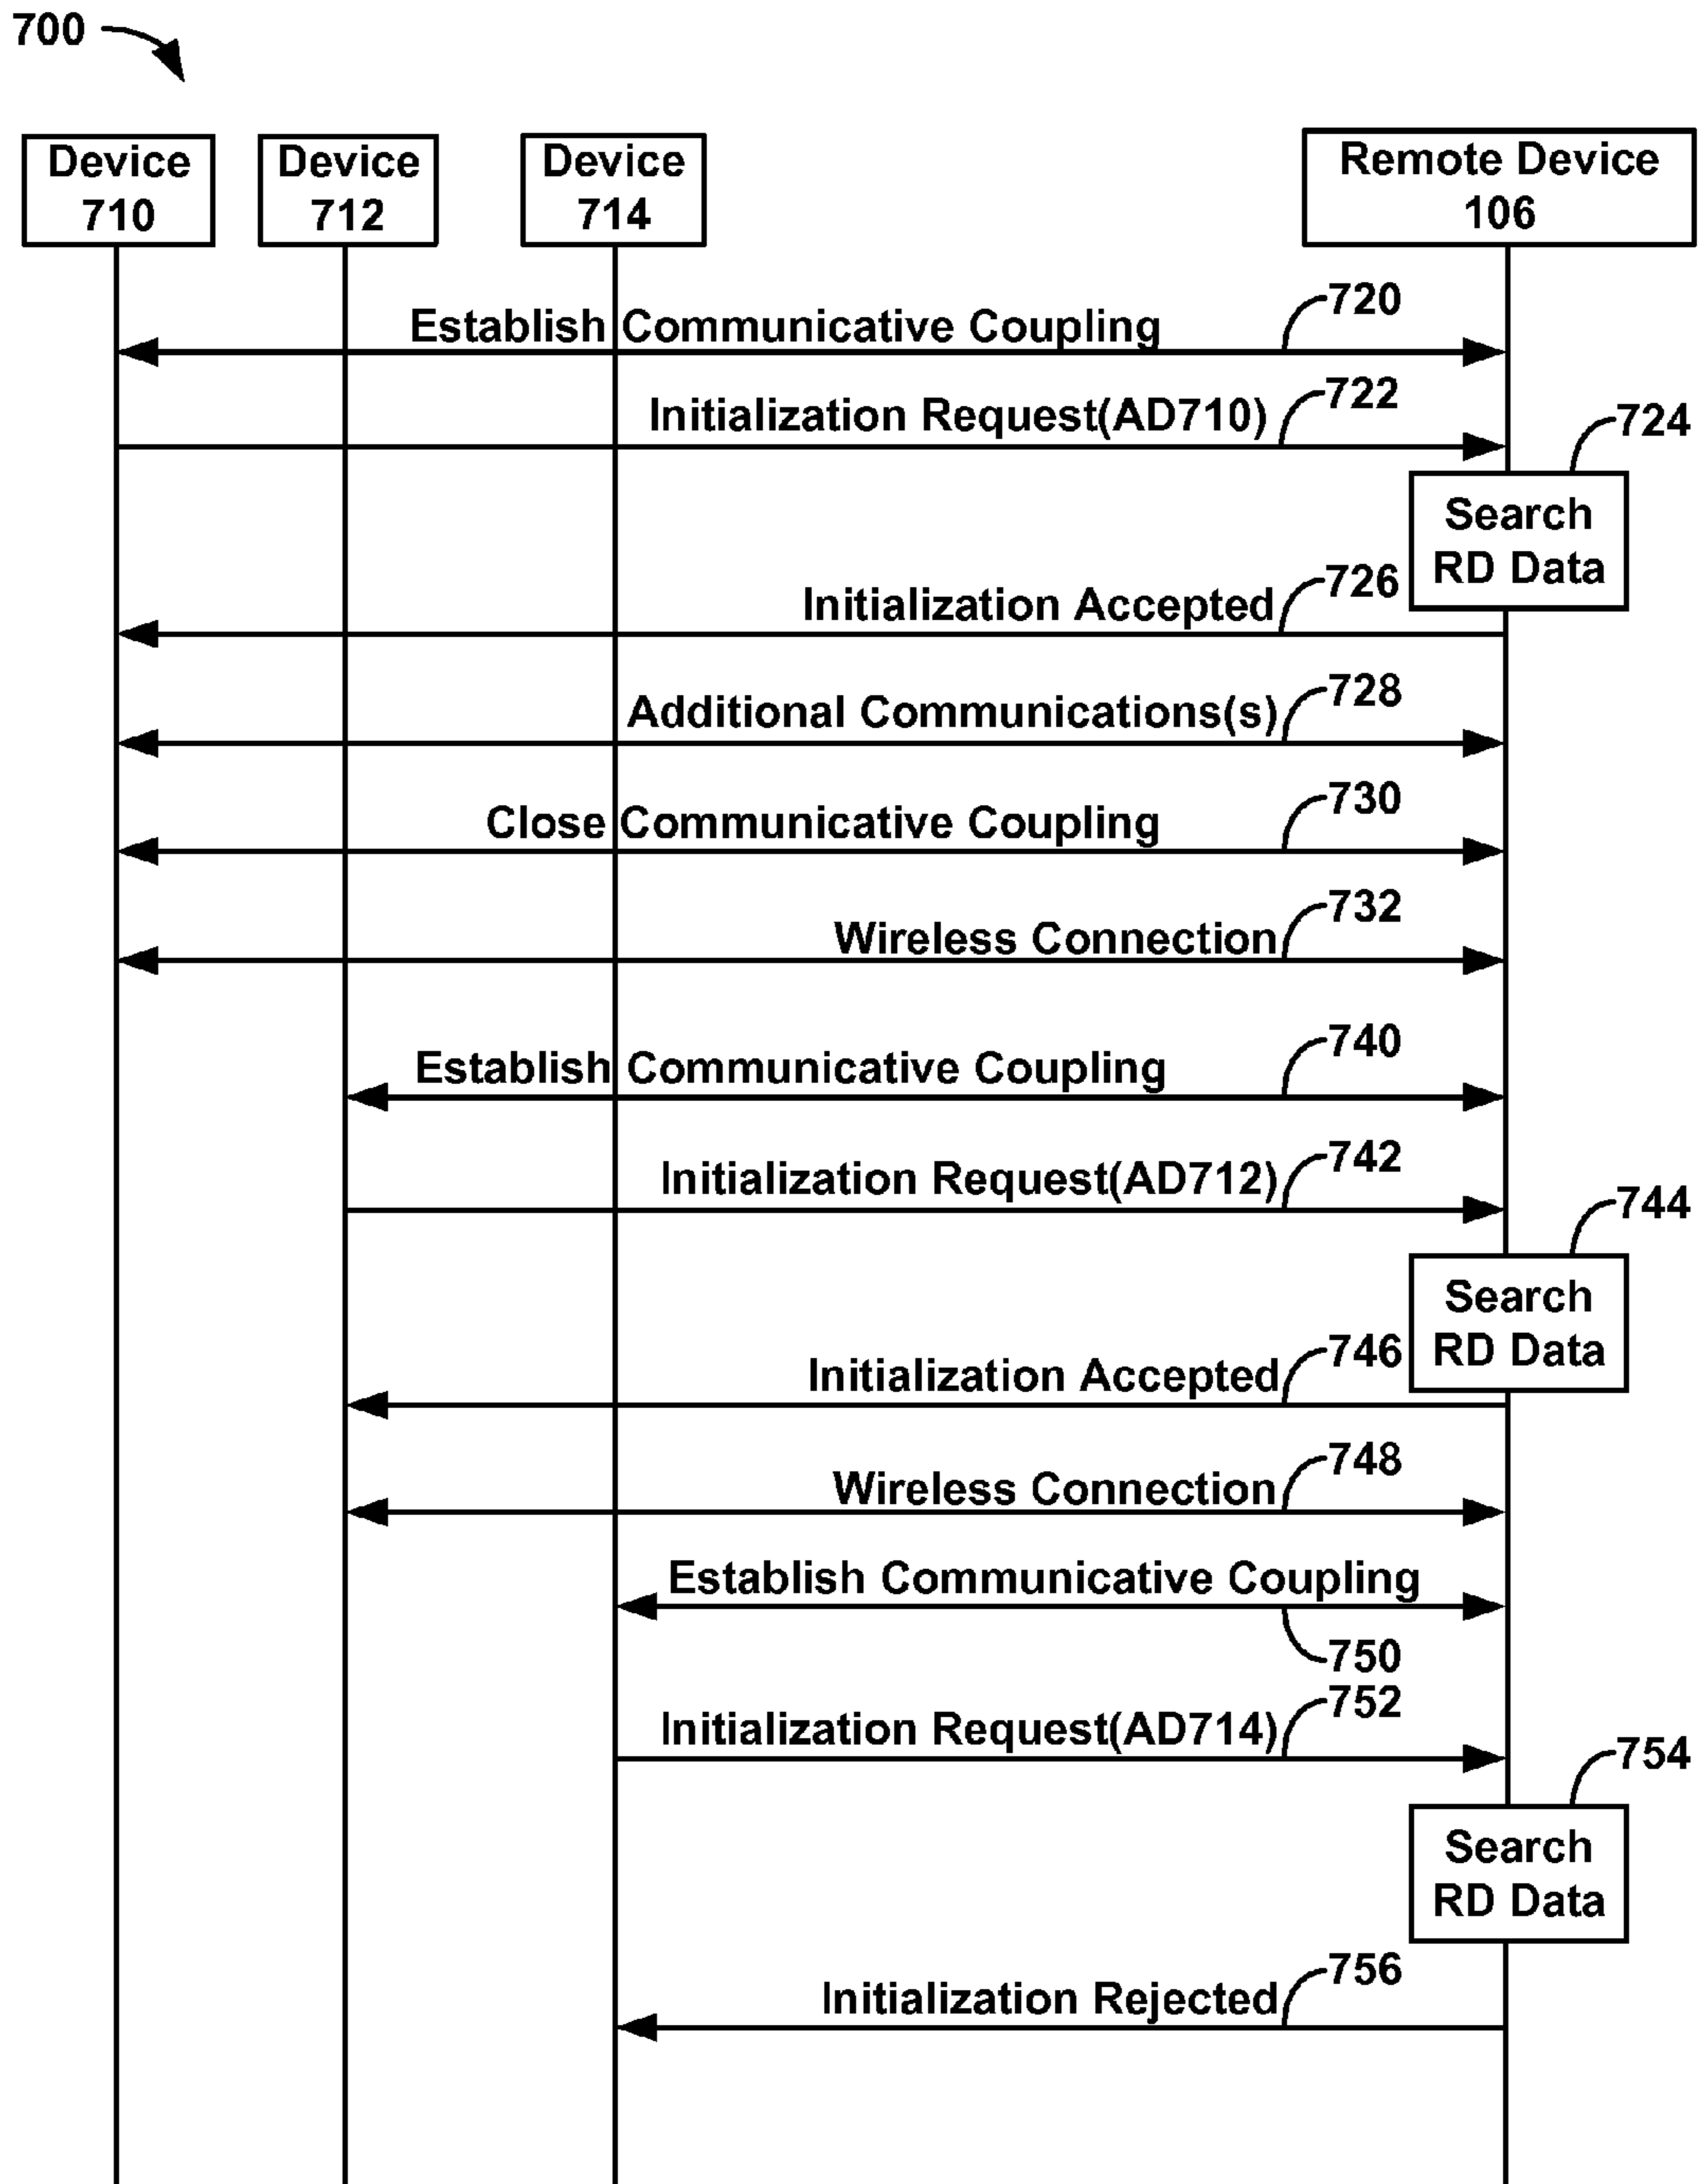 700
Device
710
Device
712
Device
714
Remote Device
106
720
Establish Communicative Coupling
722
Initialization Request(AD710)
724
Search
RD Data
726
Initialization Accepted
728
Additional Communications(s)
730
Close Communicative Coupling
732
Wireless Connection
740
Establish Communicative Coupling
742
Initialization Request(AD712)
744
Search
RD Data
746
Initialization Accepted
748
Wireless Connection
Establish Communicative Coupling
750
752
Initialization Request(AD714)
754
Search
RD Data
756
Initialization Rejected